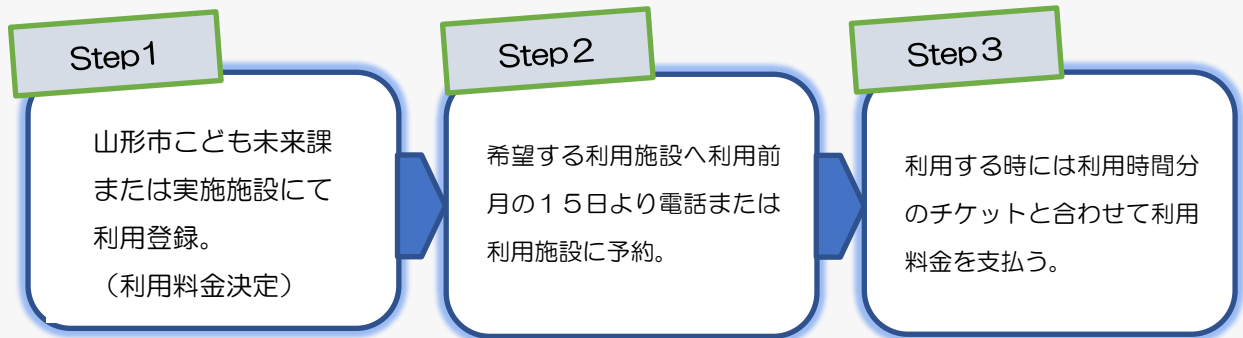 Step1
山形市こども未来課
または実施施設にて
利用登録。
（利用料金決定）
Step２
希望する利用施設へ利用前
月の１５日より電話または
利用施設に予約。
Step３
利用する時には利用時間分
のチケットと合わせて利用
料金を支払う。